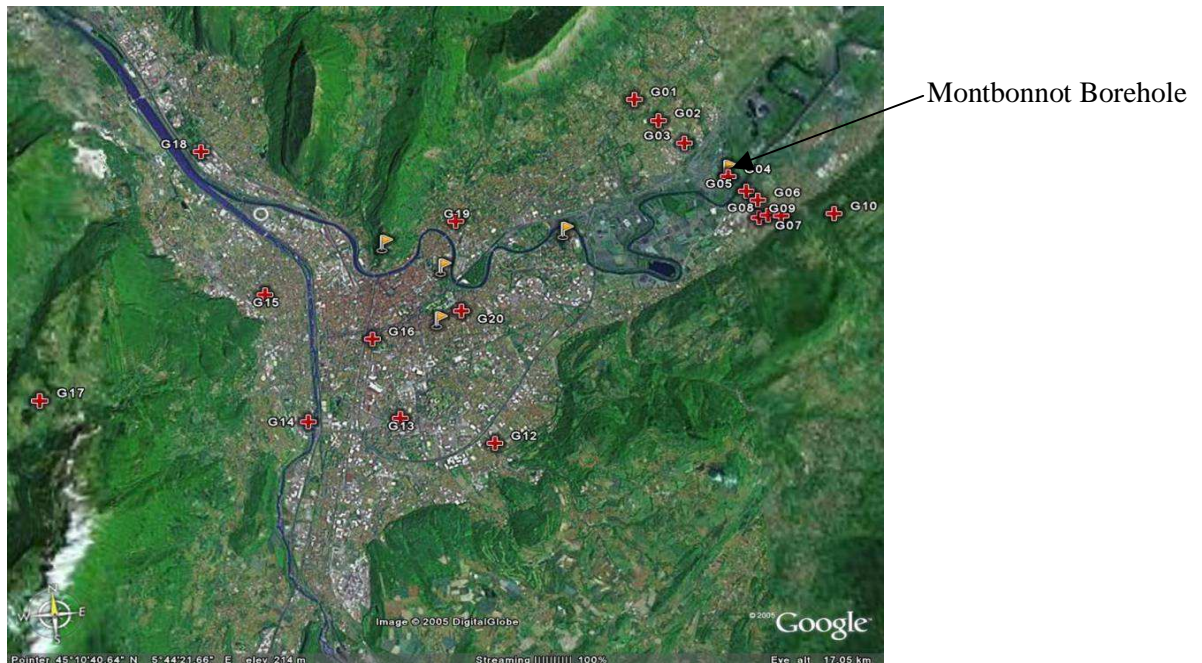 Montbonnot Borehole
G01
G02
G03
G18
G04
G05
G06
G08
G09
G10
G07
G19
G15
G20
G16
G17
G14
G13
G12
N
W E
S
Image © 2005 DigitalGlobe
© 2005 Google
Pointer 45°10'40.64" N 5°44'21.66" E elev 214 m
Streaming |||||||||| 100%
Eye alt 17.05 km